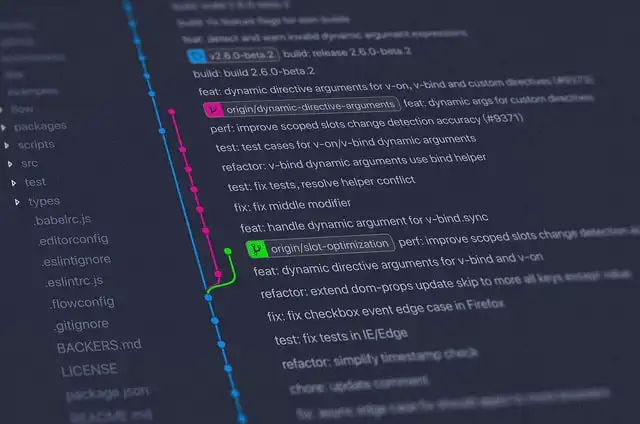 build: fix feature flags for esm builds
feat: detect and warn invalid dynamic argument expressions
v2.6.0-beta.2 build: release 2.6.0-beta.2
build: build 2.6.0-beta.2
feat: dynamic directive arguments for v-on, v-bind and custom directives (#9373)
origin/dynamic-directive-arguments feat: dynamic args for custom directives
perf: improve scoped slots change detection accuracy (#9371)
test: test cases for v-on/v-bind dynamic arguments
refactor: v-bind dynamic arguments use bind helper
test: fix tests, resolve helper conflict
fix: fix middle modifier
feat: handle dynamic argument for v-bind.sync
origin/slot-optimization perf: improve scoped slots change detection
feat: dynamic directive arguments for v-bind and v-on
refactor: extend dom-props update skip to more all keys except value
fix: fix checkbox event edge case in Firefox
test: fix tests in IE/Edge
refactor: simplify timestamp check
chore: update comment
examples
flow
packages
scripts
src
test
types
.babelrc.js
.editorconfig
.eslintignore
.eslintrc.js
.flowconfig
.gitignore
BACKERS.md
LICENSE
package.json
README.md